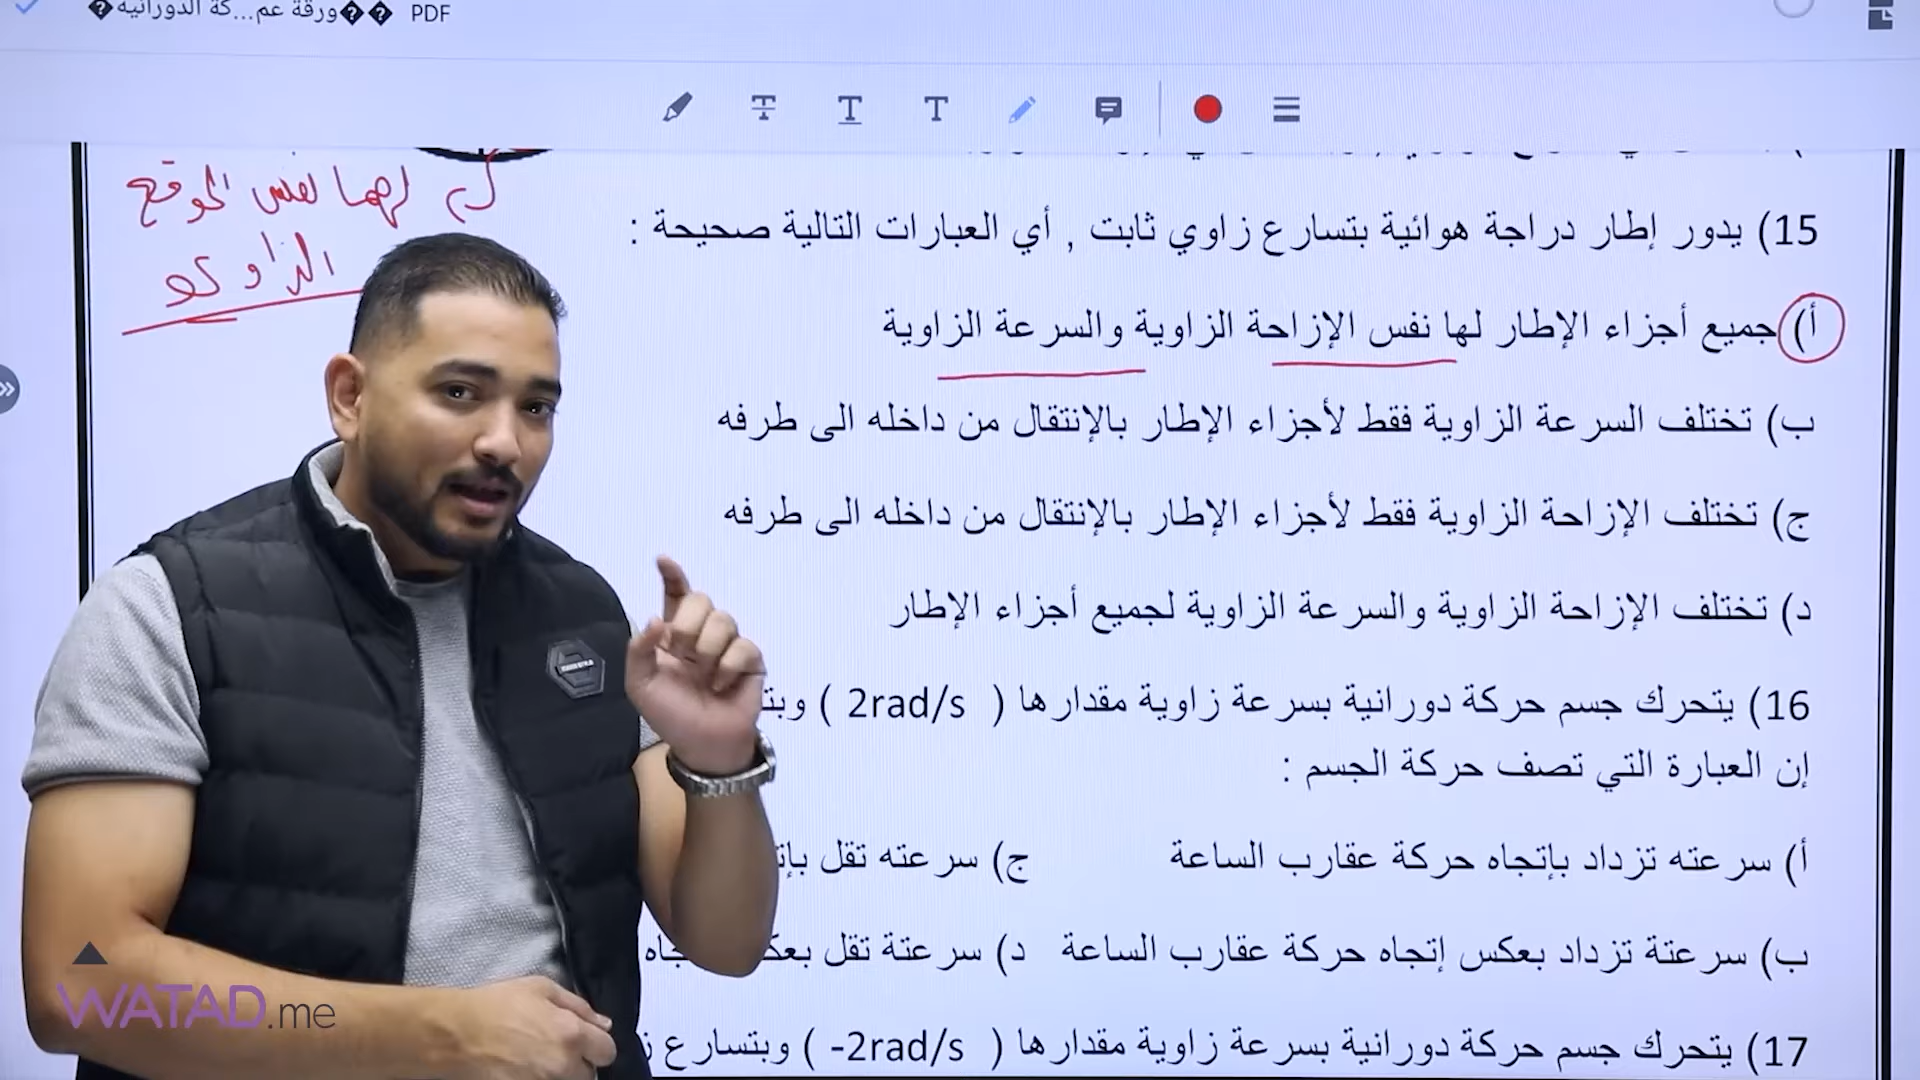 PDF ورقة عم...كة الدورانيه
لهما نفس الموقع
الزاوي
15) يدور إطار دراجة هوائية بتسارع زاوي ثابت , أي العبارات التالية صحيحة :
أ) جميع أجزاء الإطار لها نفس الإزاحة الزاوية والسرعة الزاوية
ب) تختلف السرعة الزاوية فقط لأجزاء الإطار بالإنتقال من داخله الى طرفه
ج) تختلف الإزاحة الزاوية فقط لأجزاء الإطار بالإنتقال من داخله الى طرفه
د) تختلف الإزاحة الزاوية والسرعة الزاوية لجميع أجزاء الإطار
16) يتحرك جسم حركة دورانية بسرعة زاوية مقدارها ( 2rad/s )
إن العبارة التي تصف حركة الجسم :
أ) سرعته تزداد بإتجاه حركة عقارب الساعة ج) سرعته تقل
ب) سرعتة تزداد بعكس إتجاه حركة عقارب الساعة د) سرعتة تقل
17) يتحرك جسم حركة دورانية بسرعة زاوية مقدارها ( -2rad/s ) وبتسارع
WATAD.me